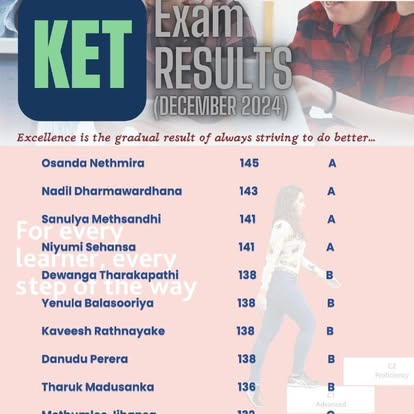 KET
Exam
RESULTS
(DECEMBER 2024)
Excellence is the gradual result of always striving to do better...
Osanda Nethmira 145 A
Nadil Dharmawardhana 143 A
Sanulya Methsandhi 141 A
Niyumi Sehansa 141 A
Dewanga Tharakapathi 138 B
Yenula Balasooriya 138 B
Kaveesh Rathnayake 138 B
Danudu Perera 138 B
Tharuk Madusanka 136 B
For every
learner, every
step of the way
C2
Proficiency
C1
Advanced